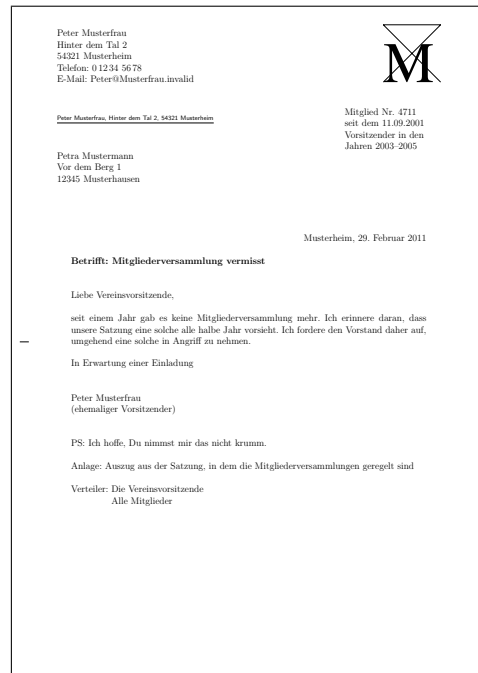 Peter Musterfrau
Hinter dem Tal 2
54321 Musterheim
Telefon: 0 12 34 56 78
E-Mail: Peter@Musterfrau.invalid
M
Peter Musterfrau, Hinter dem Tal 2, 54321 Musterheim
Mitglied Nr. 4711
seit dem 11.09.2001
Vorsitzender in den
Jahren 2003–2005
Petra Mustermann
Vor dem Berg 1
12345 Musterhausen
Musterheim, 29. Februar 2011
Betrifft: Mitgliederversammlung vermisst
Liebe Vereinsvorsitzende,
seit einem Jahr gab es keine Mitgliederversammlung mehr. Ich erinnere daran, dass
unsere Satzung eine solche alle halbe Jahr vorsieht. Ich fordere den Vorstand daher auf,
umgehend eine solche in Angriff zu nehmen.
In Erwartung einer Einladung
Peter Musterfrau
(ehemaliger Vorsitzender)
PS: Ich hoffe, Du nimmst mir das nicht krumm.
Anlage: Auszug aus der Satzung, in dem die Mitgliederversammlungen geregelt sind
Verteiler: Die Vereinsvorsitzende
Alle Mitglieder